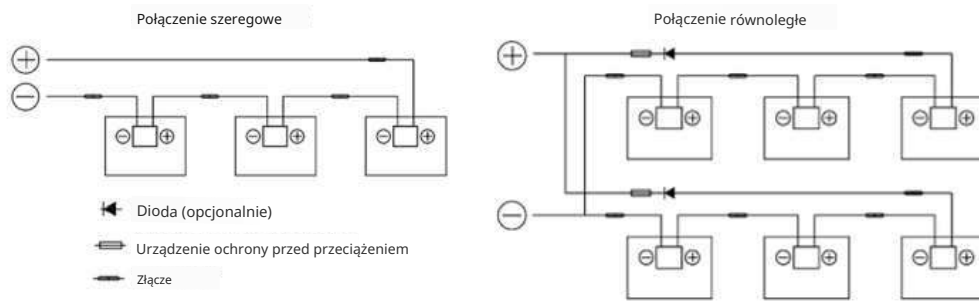 Połączenie szeregowe
Dioda (opcjonalnie)
Urządzenie ochrony przed przeciążeniem
Złącze
Połączenie równoległe